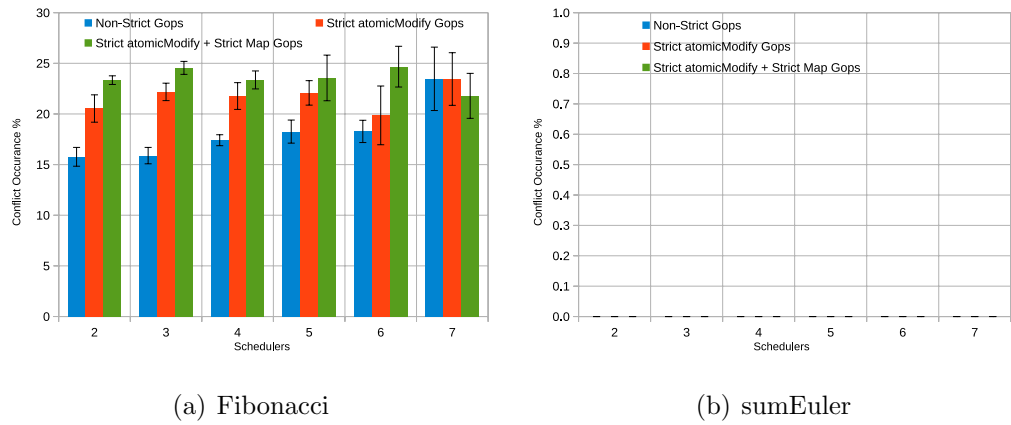 Non-Strict Gops
Strict atomicModify Gops
Strict atomicModify + Strict Map Gops
30
25
20
15
10
5
0
Conflict Occurance %
2 3 4 5 6 7
Schedulers
(a) Fibonacci
Non-Strict Gops
Strict atomicModify Gops
Strict atomicModify + Strict Map Gops
1.0
0.9
0.8
0.7
0.6
0.5
0.4
0.3
0.2
0.1
0.0
Conflict Occurance %
2 3 4 5 6 7
Schedulers
(b) sumEuler